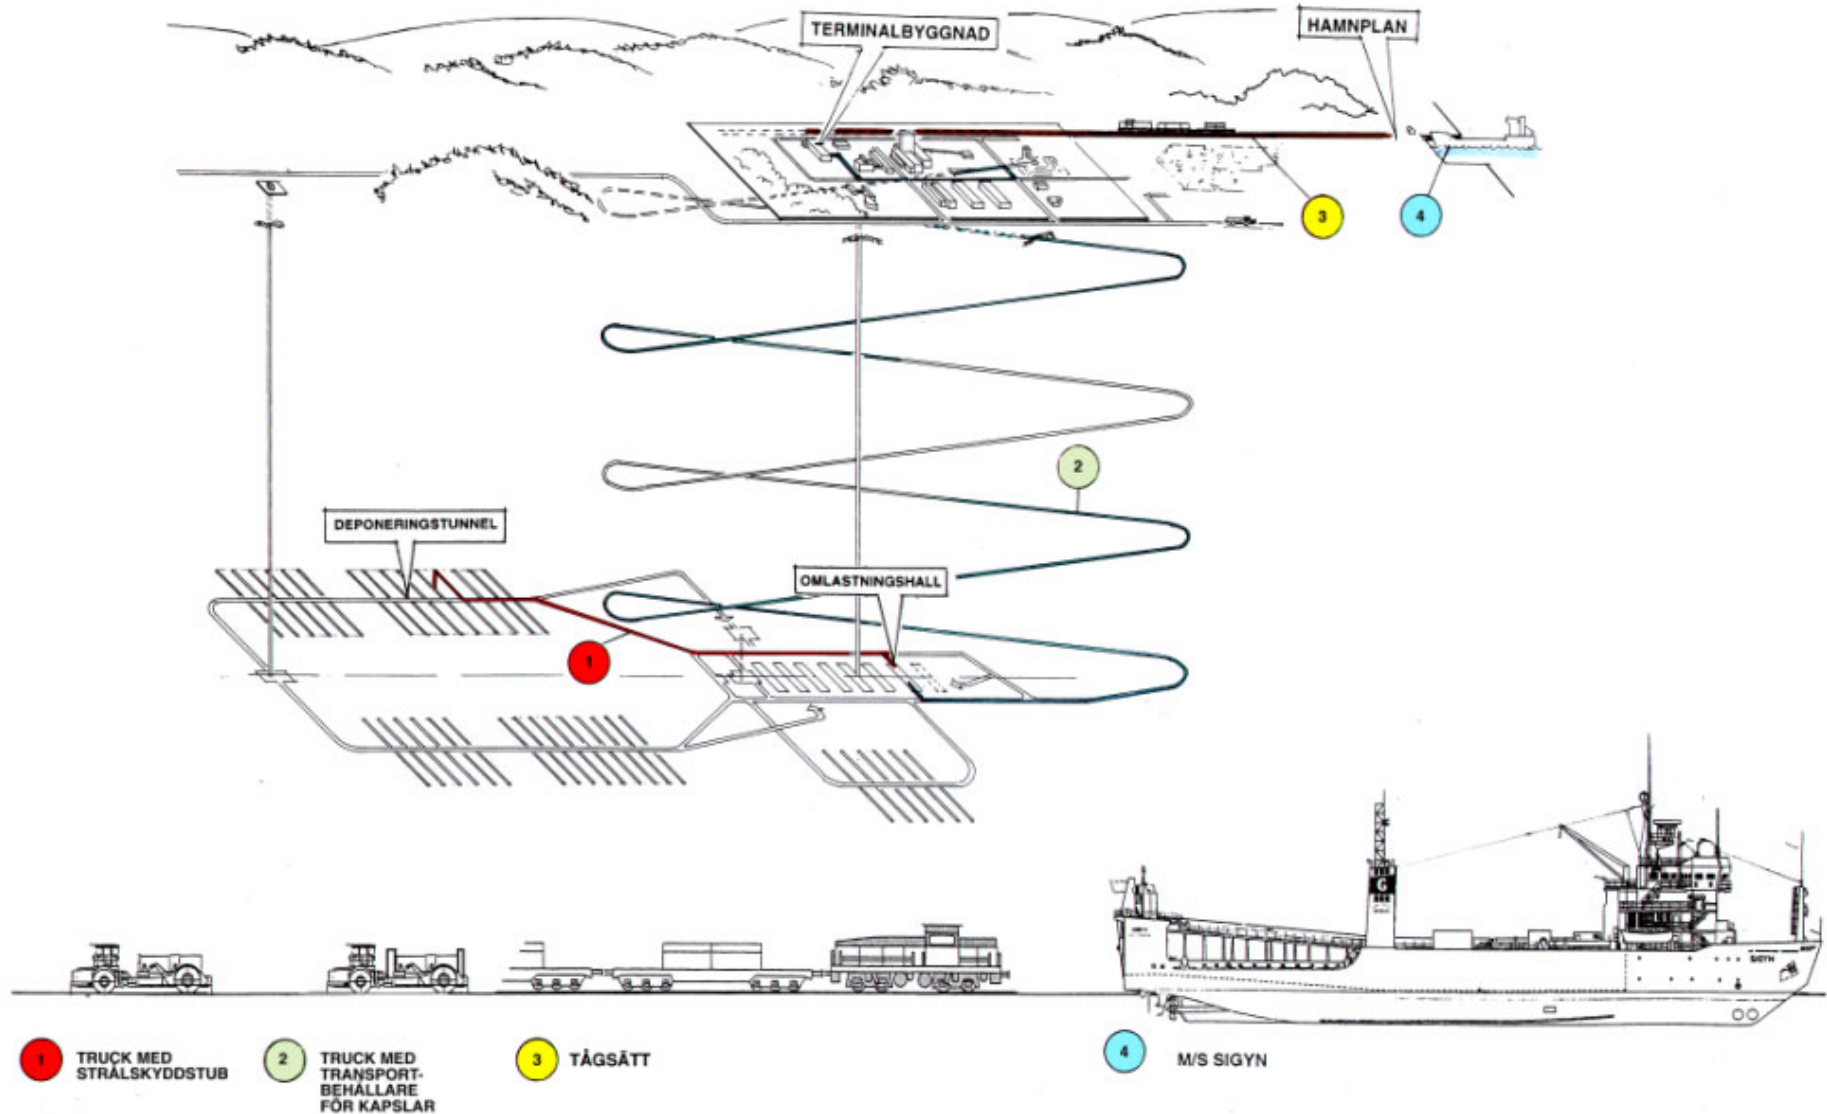 TERMINALBYGGNAD
HAMNPLAN
3
4
2
DEPONERINGSTUNNEL
OMLASTNINGSHALL
1
G
SIGYN
1
TRUCK MED
STRÅLSKYDDSTUB
2
TRUCK MED
TRANSPORT-
BEHÅLLARE
FÖR KAPSLAR
3
TÅGSÄTT
4
M/S SIGYN